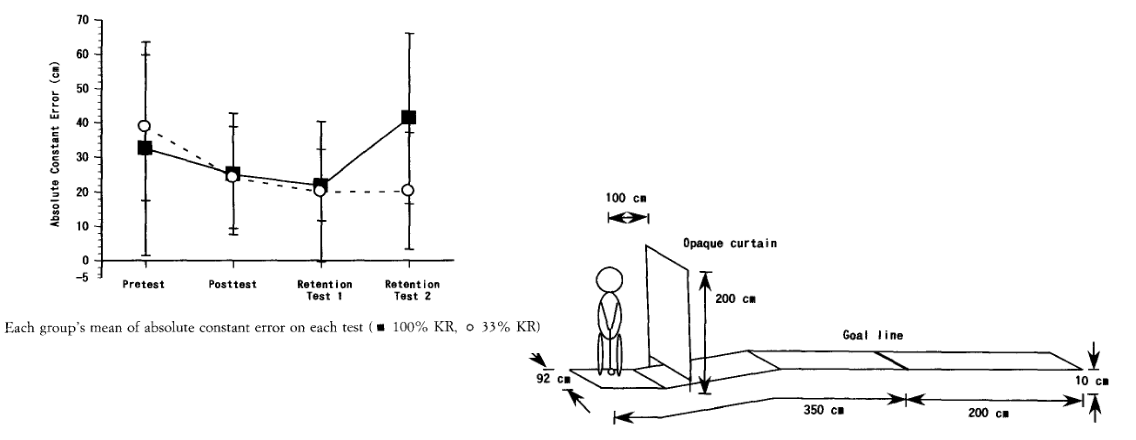 70
60
50
40
30
20
10
0
-5
Absolute Constant Error (cm)
Pretest
Posttest
Retention
Test 1
Retention
Test 2
Each group's mean of absolute constant error on each test ( ■ 100% KR, ○ 33% KR)
100 cm
Opaque curtain
200 cm
Goal line
92 cm
10 cm
350 cm
200 cm